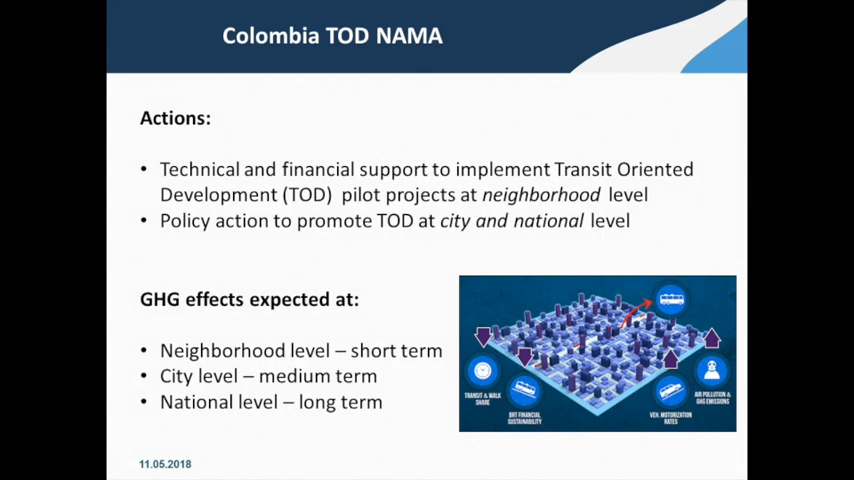 Colombia TOD NAMA
Actions:
• Technical and financial support to implement Transit Oriented
Development (TOD) pilot projects at neighborhood level
• Policy action to promote TOD at city and national level
GHG effects expected at:
• Neighborhood level – short term
• City level – medium term
• National level – long term
TRANSIT & WALK
SHARE
BRT FINANCIAL
SUSTAINABILITY
VEH. MOTORIZATION
RATES
AIR POLLUTION &
GHG EMISSIONS
11.05.2018